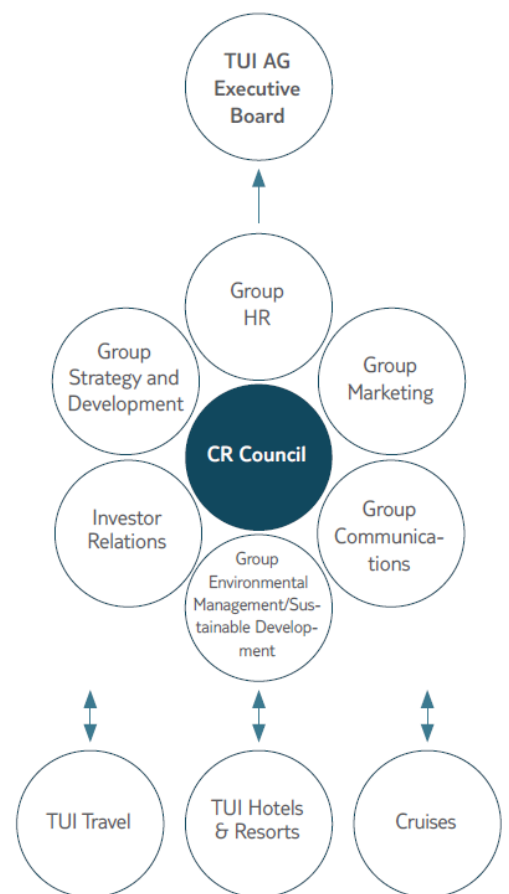 TUI AG
Executive
Board
Group
HR
Group
Strategy and
Development
Group
Marketing
CR Council
Investor
Relations
Group
Communica-
tions
Group
Environmental
Management/Sus-
tainable Develop-
ment
TUI Travel
TUI Hotels
& Resorts
Cruises